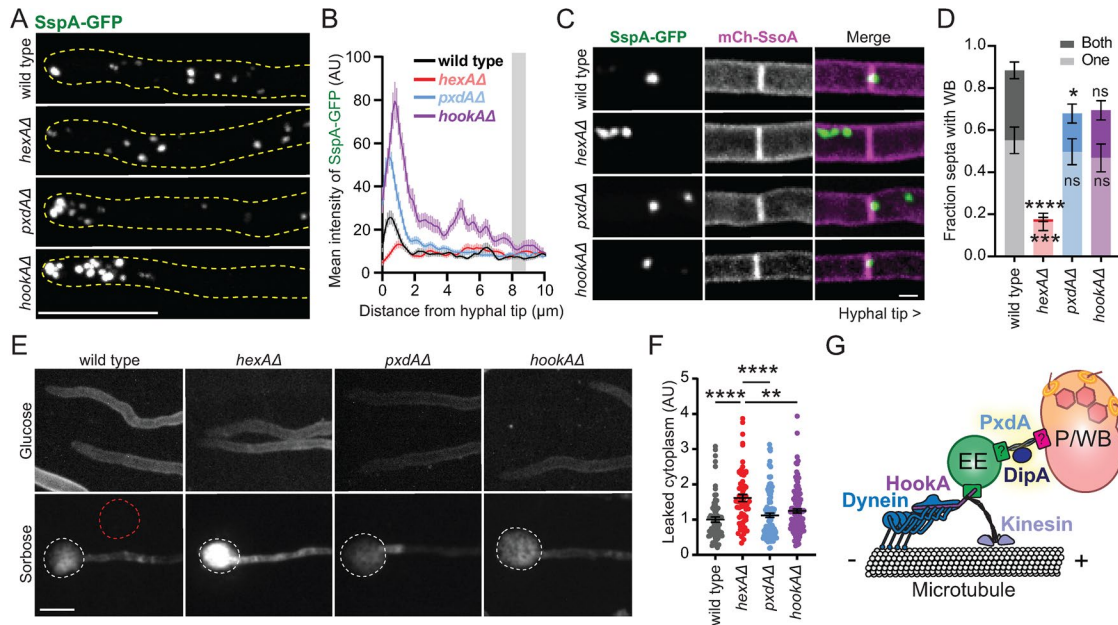 A
SspA-GFP
wild type
hexAΔ
pxdAΔ
hookAΔ
B
Mean intensity of SspA-GFP (AU)
100
80
60
40
20
0
0 2 4 6 8 10
Distance from hyphal tip (µm)
wild type
hexAΔ
pxdAΔ
hookAΔ
C
SspA-GFP mCh-SsoA Merge
wild type
hexAΔ
pxdAΔ
hookAΔ
Hyphal tip >
D
Fraction septa with WB
1.0
0.8
0.6
0.4
0.2
0
Both
One
* ns
ns ns
****
***
wild type
hexAΔ
pxdAΔ
hookAΔ
E
wild type hexAΔ pxdAΔ hookAΔ
Glucose
Sorbose
F
Leaked cytoplasm (AU)
5
4
3
2
1
0
****
**** **
wild type
hexAΔ
pxdAΔ
hookAΔ
G
PxdA
P/WB
? ?
EE
DipA
HookA
Dynein
Kinesin
- +
Microtubule